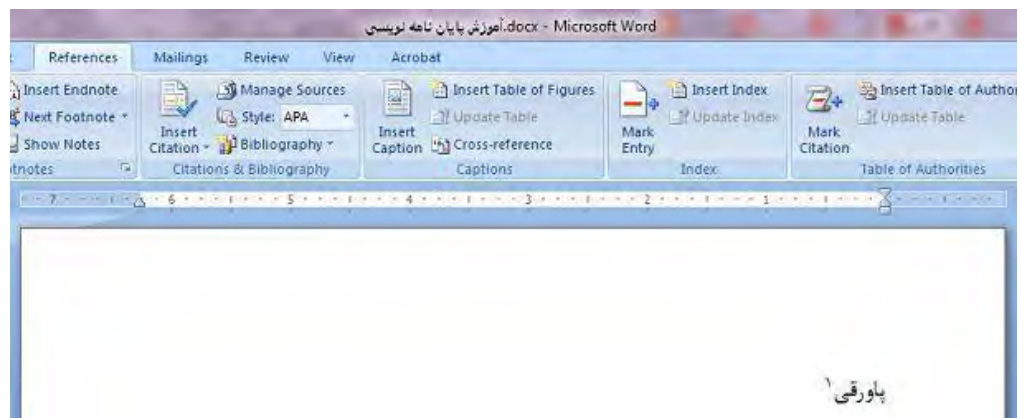 آموزش پایان نامه نویسی.docx - Microsoft Word
References Mailings Review View Acrobat
Insert Endnote
Next Footnote
Show Notes
Insert Citation
Manage Sources
Style: APA
Bibliography
Citations & Bibliography
Insert Caption
Insert Table of Figures
Update Table
Cross-reference
Captions
Mark Entry
Insert Index
Update Index
Index
Mark Citation
Insert Table of Author
Update Table
Table of Authorities
7 6 5 4 3 2 1
پاورقی ۱